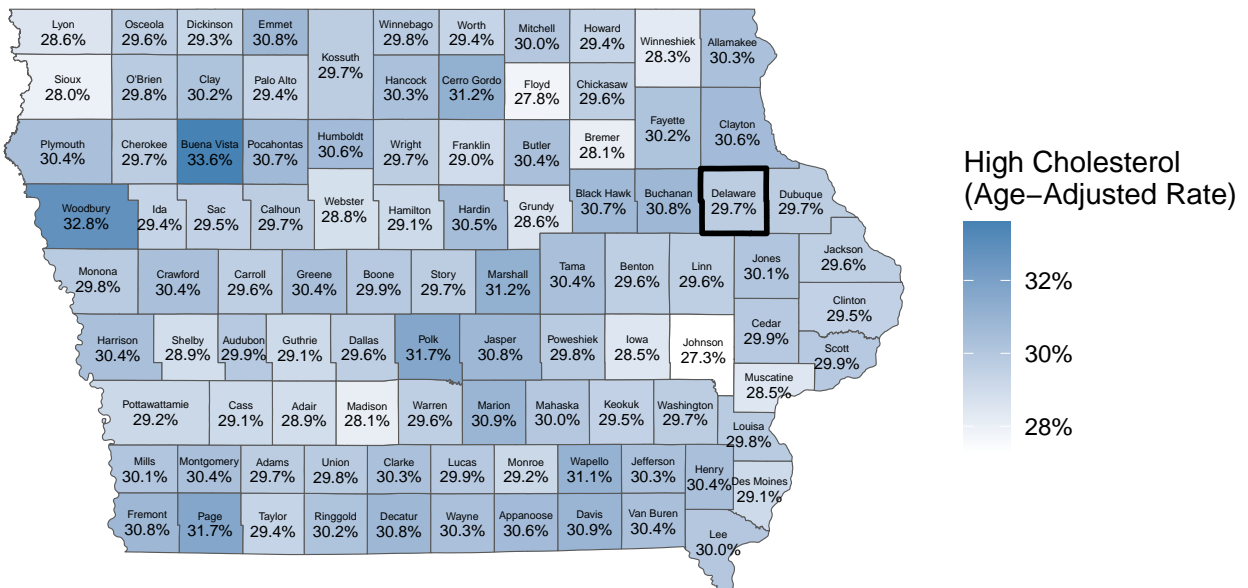 Lyon
28.6%
Osceola
29.6%
Dickinson
29.3%
Emmet
30.8%
Kossuth
29.7%
Winnebago
29.8%
Worth
29.4%
Mitchell
30.0%
Howard
29.4%
Winneshiek
28.3%
Allamakee
30.3%
Sioux
28.0%
O'Brien
29.8%
Clay
30.2%
Palo Alto
29.4%
Hancock
30.3%
Cerro Gordo
31.2%
Floyd
27.8%
Chickasaw
29.6%
Fayette
30.2%
Clayton
30.6%
Plymouth
30.4%
Cherokee
29.7%
Buena Vista
33.6%
Pocahontas
30.7%
Humboldt
30.6%
Wright
29.7%
Franklin
29.0%
Butler
30.4%
Bremer
28.1%
Woodbury
32.8%
Ida
29.4%
Sac
29.5%
Calhoun
29.7%
Webster
28.8%
Hamilton
29.1%
Hardin
30.5%
Grundy
28.6%
Black Hawk
30.7%
Buchanan
30.8%
Delaware
29.7%
Dubuque
29.7%
Monona
29.8%
Crawford
30.4%
Carroll
29.6%
Greene
30.4%
Boone
29.9%
Story
29.7%
Marshall
31.2%
Tama
30.4%
Benton
29.6%
Linn
29.6%
Jones
30.1%
Jackson
29.6%
Clinton
29.5%
Harrison
30.4%
Shelby
28.9%
Audubon
29.9%
Guthrie
29.1%
Dallas
29.6%
Polk
31.7%
Jasper
30.8%
Poweshiek
29.8%
Iowa
28.5%
Johnson
27.3%
Cedar
29.9%
Scott
29.9%
Muscatine
28.5%
Pottawattamie
29.2%
Cass
29.1%
Adair
28.9%
Madison
28.1%
Warren
29.6%
Marion
30.9%
Mahaska
30.0%
Keokuk
29.5%
Washington
29.7%
Louisa
29.8%
Mills
30.1%
Montgomery
30.4%
Adams
29.7%
Union
29.8%
Clarke
30.3%
Lucas
29.9%
Monroe
29.2%
Wapello
31.1%
Jefferson
30.3%
Henry
30.4%
Des Moines
29.1%
Fremont
30.8%
Page
31.7%
Taylor
29.4%
Ringgold
30.2%
Decatur
30.8%
Wayne
30.3%
Appanoose
30.6%
Davis
30.9%
Van Buren
30.4%
Lee
30.0%
High Cholesterol
(Age−Adjusted Rate)
32%
30%
28%